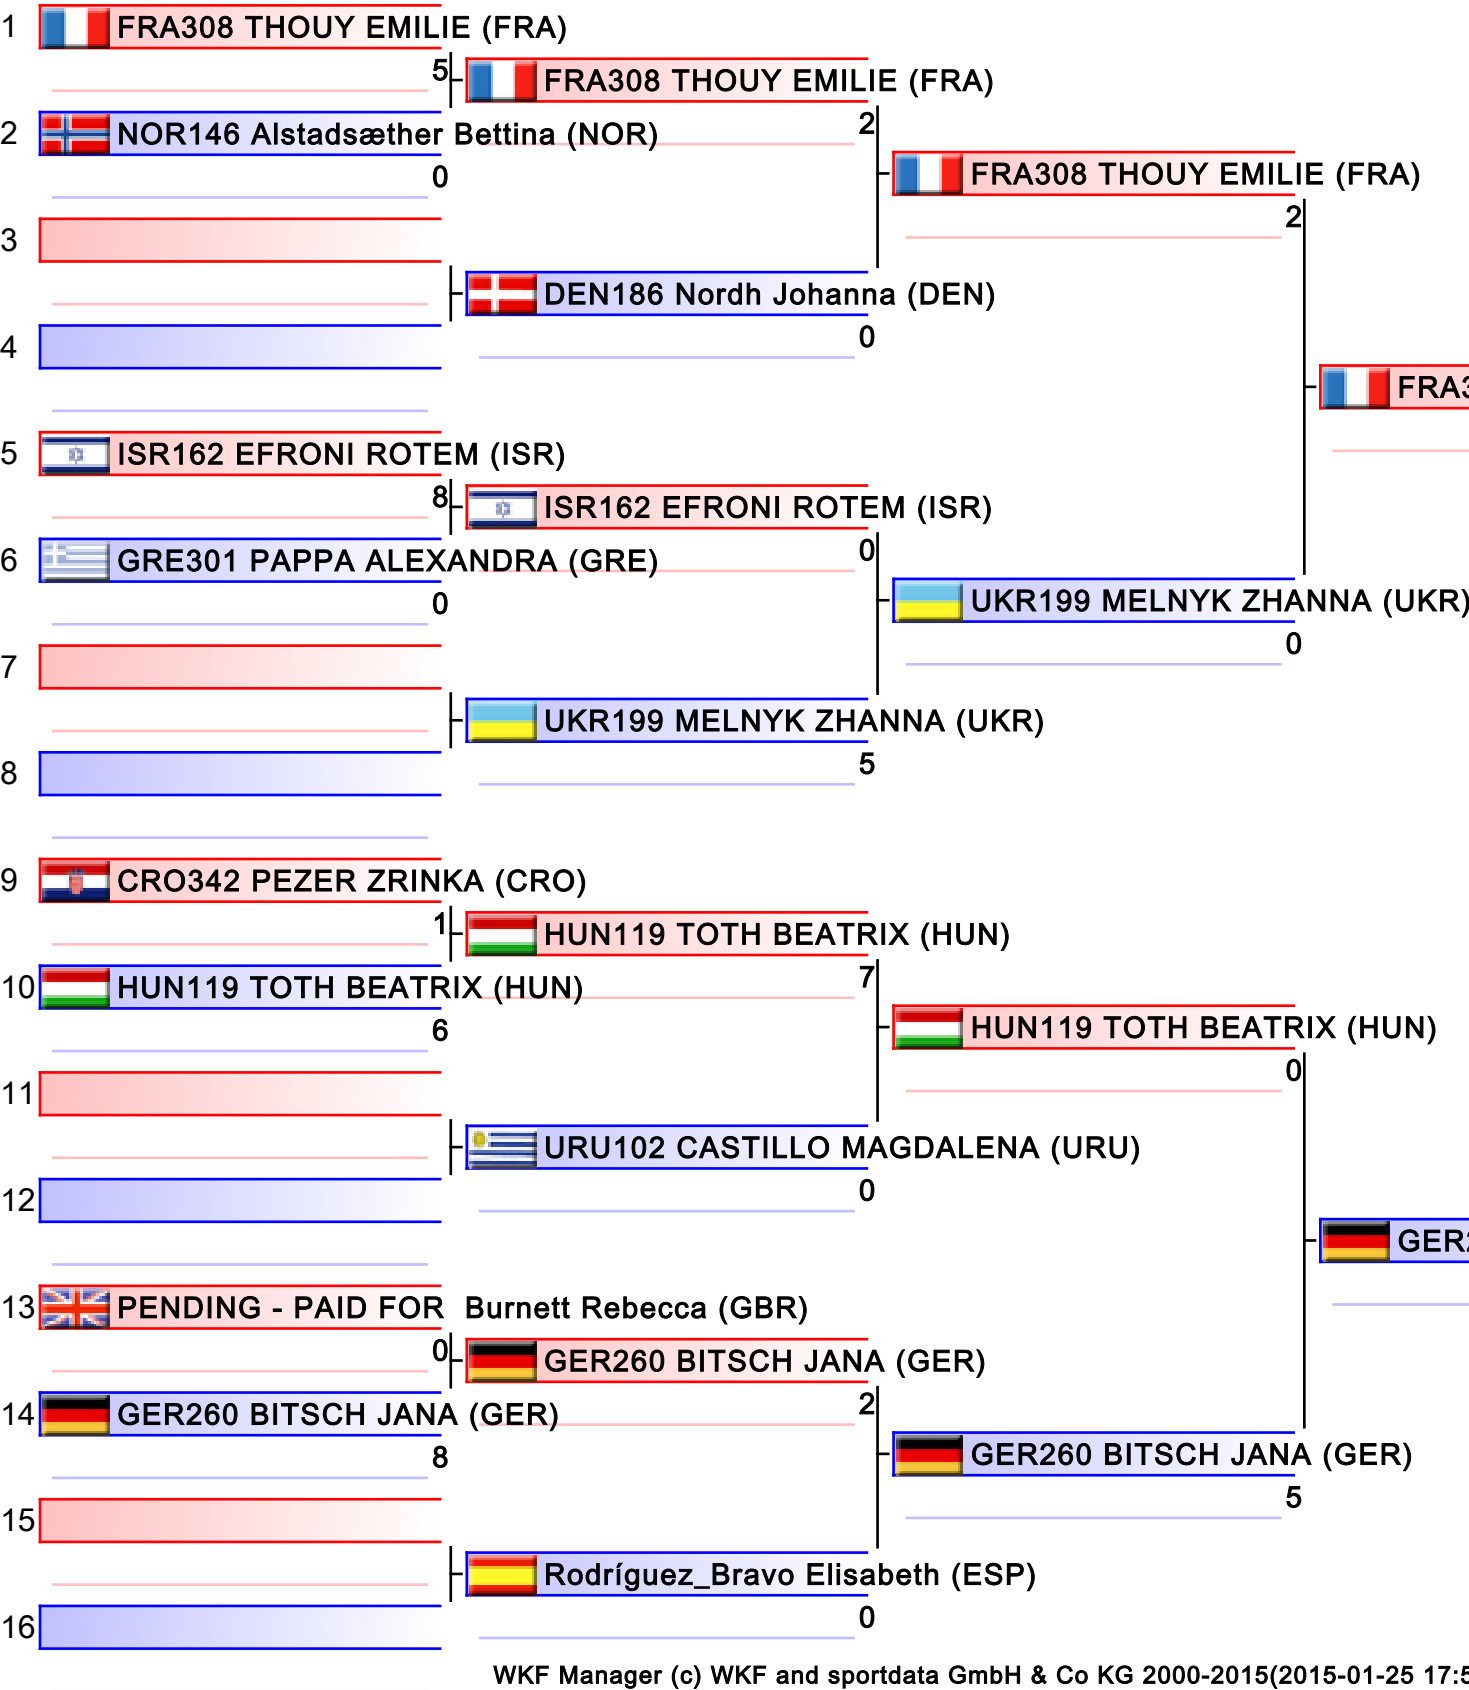 1 FRA308 THOUY EMILIE (FRA)
5 FRA308 THOUY EMILIE (FRA)
2 NOR146 Alstadsæther Bettina (NOR)
2
0
FRA308 THOUY EMILIE (FRA)
2
3
DEN186 Nordh Johanna (DEN)
0
4
FRA3
5 ISR162 EFRONI ROTEM (ISR)
8 ISR162 EFRONI ROTEM (ISR)
6 GRE301 PAPPA ALEXANDRA (GRE)
0
0
UKR199 MELNYK ZHANNA (UKR)
0
7
UKR199 MELNYK ZHANNA (UKR)
5
8
9 CRO342 PEZER ZRINKA (CRO)
1 HUN119 TOTH BEATRIX (HUN)
10 HUN119 TOTH BEATRIX (HUN)
7
6
HUN119 TOTH BEATRIX (HUN)
0
11
URU102 CASTILLO MAGDALENA (URU)
0
12
GER2
13 PENDING - PAID FOR Burnett Rebecca (GBR)
0 GER260 BITSCH JANA (GER)
14 GER260 BITSCH JANA (GER)
2
8
GER260 BITSCH JANA (GER)
5
15
Rodríguez_Bravo Elisabeth (ESP)
0
16
WKF Manager (c) WKF and sportdata GmbH & Co KG 2000-2015(2015-01-25 17:5